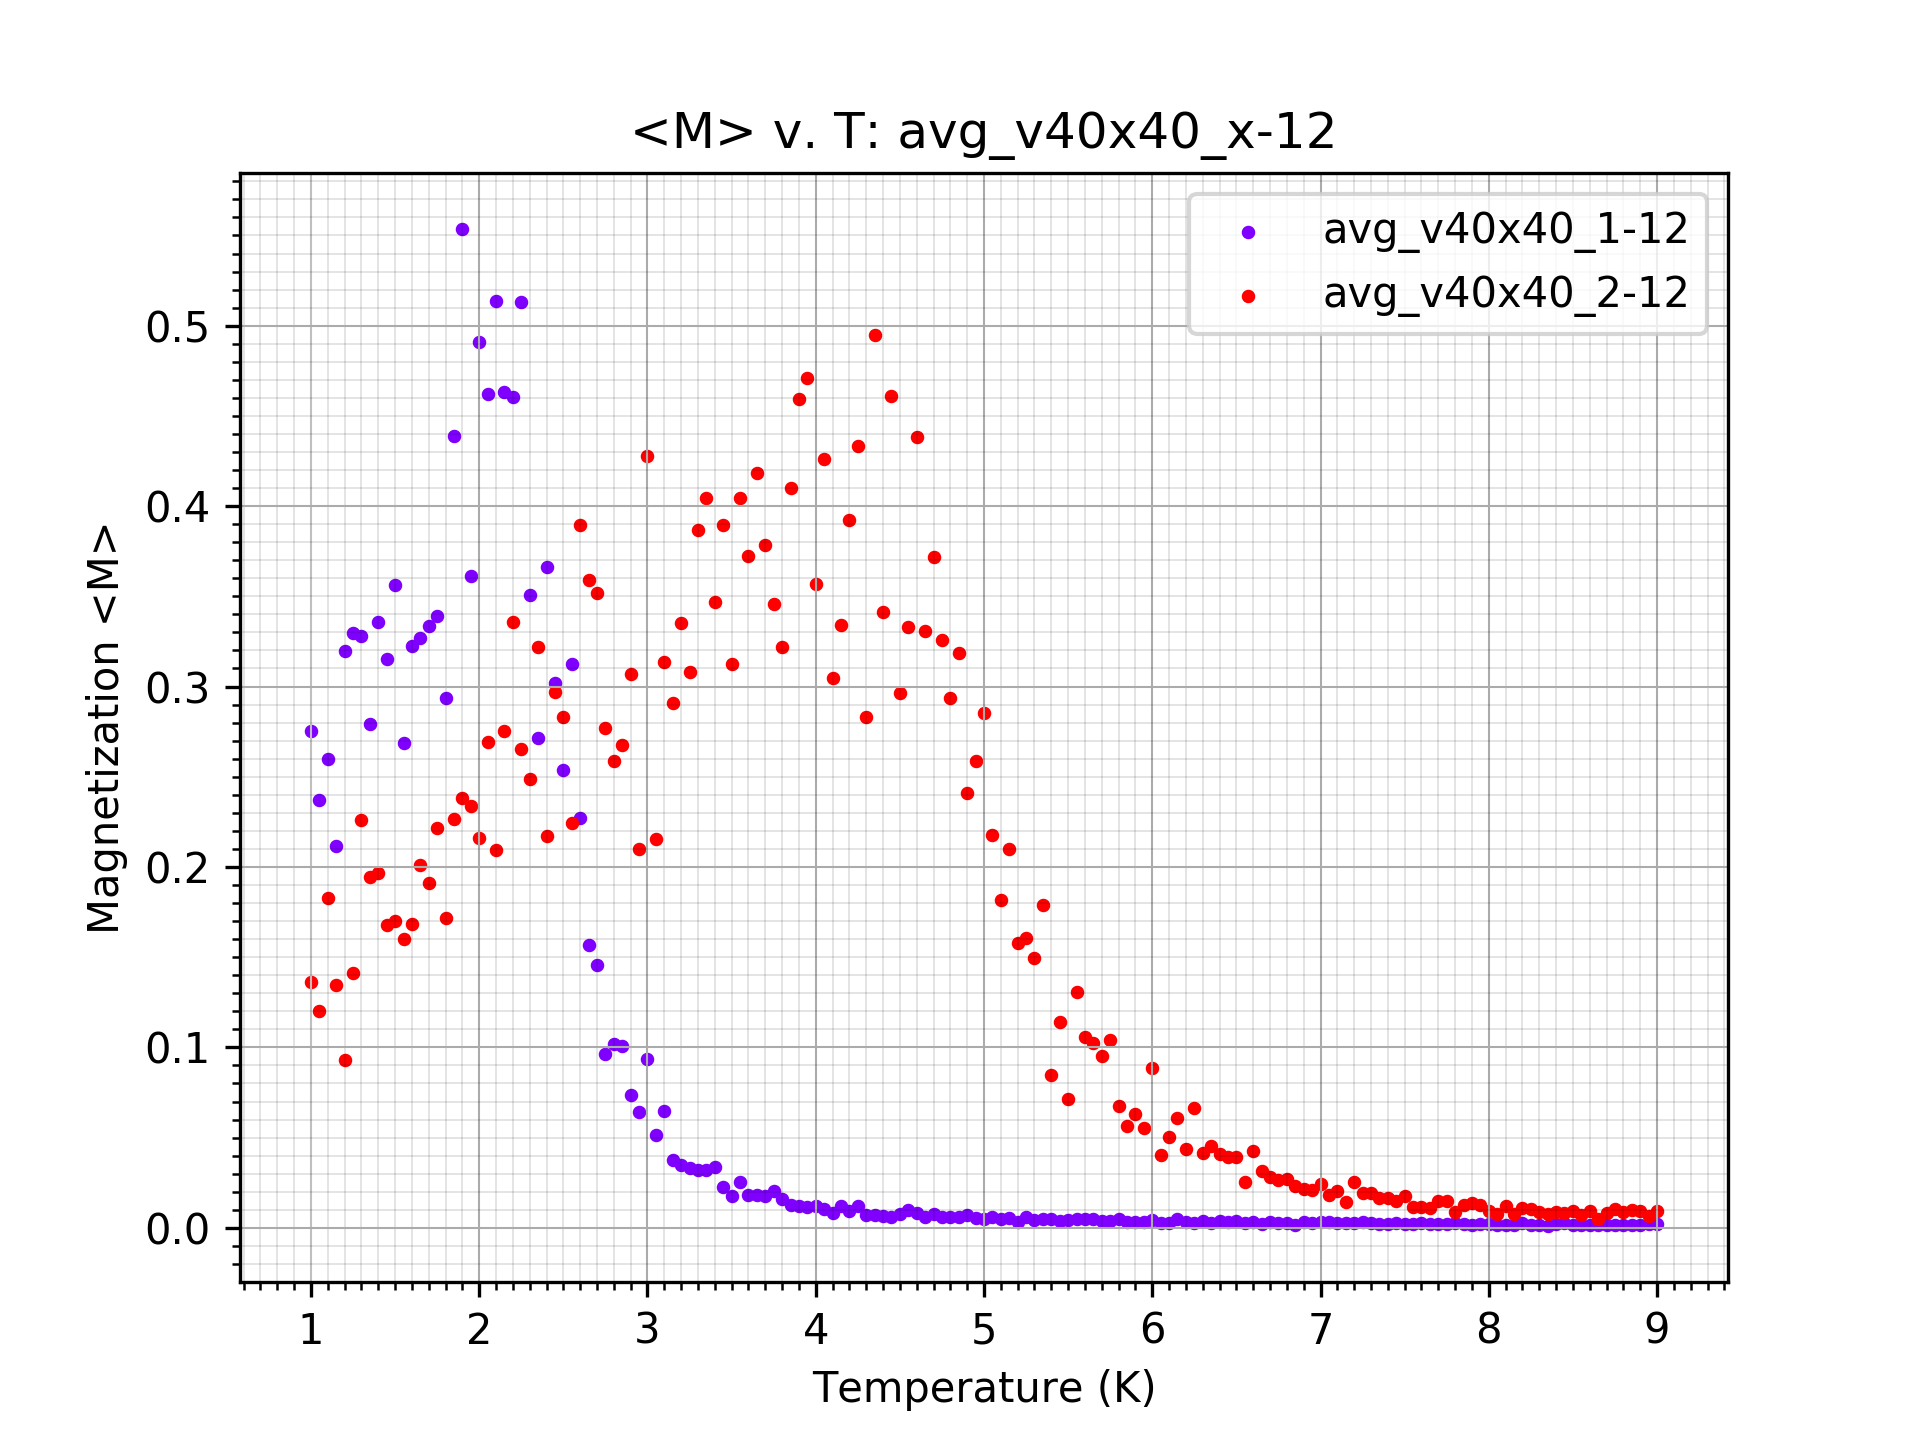 <M> v. T: avg_v40x40_x-12
avg_v40x40_1-12
avg_v40x40_2-12
Magnetization <M>
0.5
0.4
0.3
0.2
0.1
0.0
1 2 3 4 5 6 7 8 9
Temperature (K)